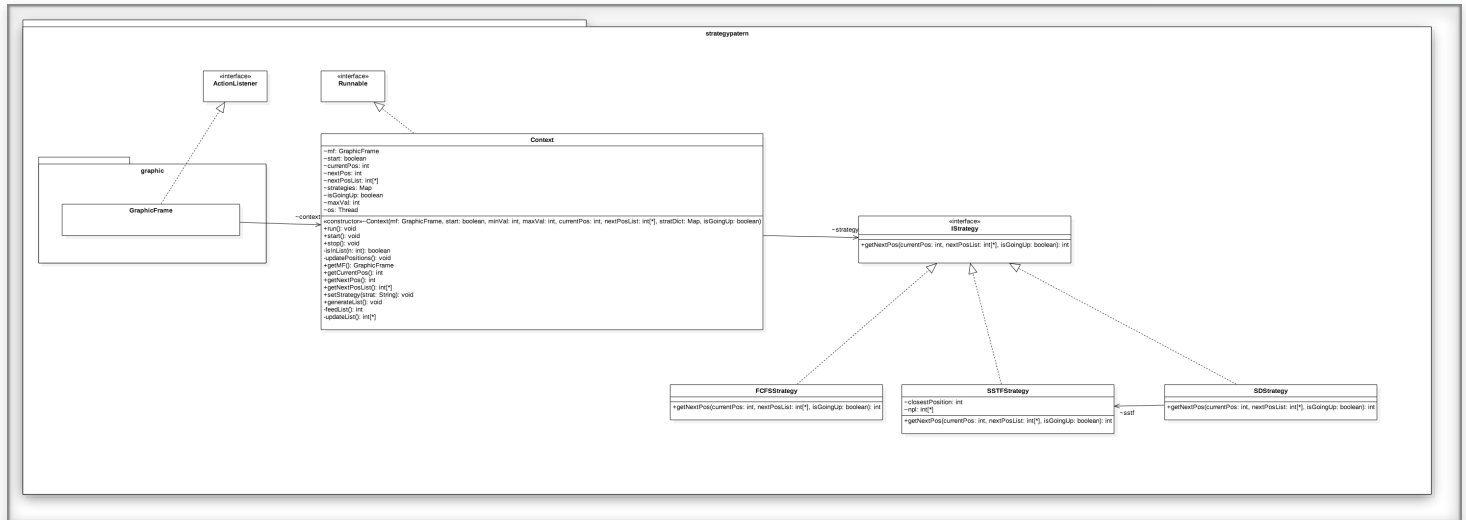 strategypatern
«interface»
ActionListener
«interface»
Runnable
graphic
GraphicFrame
~context
Context
~mf: GraphicFrame
~start: boolean
~currentPos: int
~nextPos: int
~nextPosList: int[*]
~strategies: Map
~isGoingUp: boolean
~maxVal: int
~os: Thread
«constructor»~Context(mf: GraphicFrame, start: boolean, minVal: int, maxVal: int, currentPos: int, nextPosList: int[*], stratDict: Map, isGoingUp: boolean)
+run(): void
+start(): void
+stop(): void
-isInList(n: int): boolean
-updatePositions(): void
+getMF(): GraphicFrame
+getCurrentPos(): int
+getNextPos(): int
+getNextPosList(): int[*]
+setStrategy(strat: String): void
+generateList(): void
-feedList(): int
-updateList(): int[*]
~strategy
«interface»
IStrategy
+getNextPos(currentPos: int, nextPosList: int[*], isGoingUp: boolean): int
FCFSStrategy
+getNextPos(currentPos: int, nextPosList: int[*], isGoingUp: boolean): int
SSTFStrategy
~closestPosition: int
~npl: int[*]
+getNextPos(currentPos: int, nextPosList: int[*], isGoingUp: boolean): int
~sstf
SDStrategy
+getNextPos(currentPos: int, nextPosList: int[*], isGoingUp: boolean): int